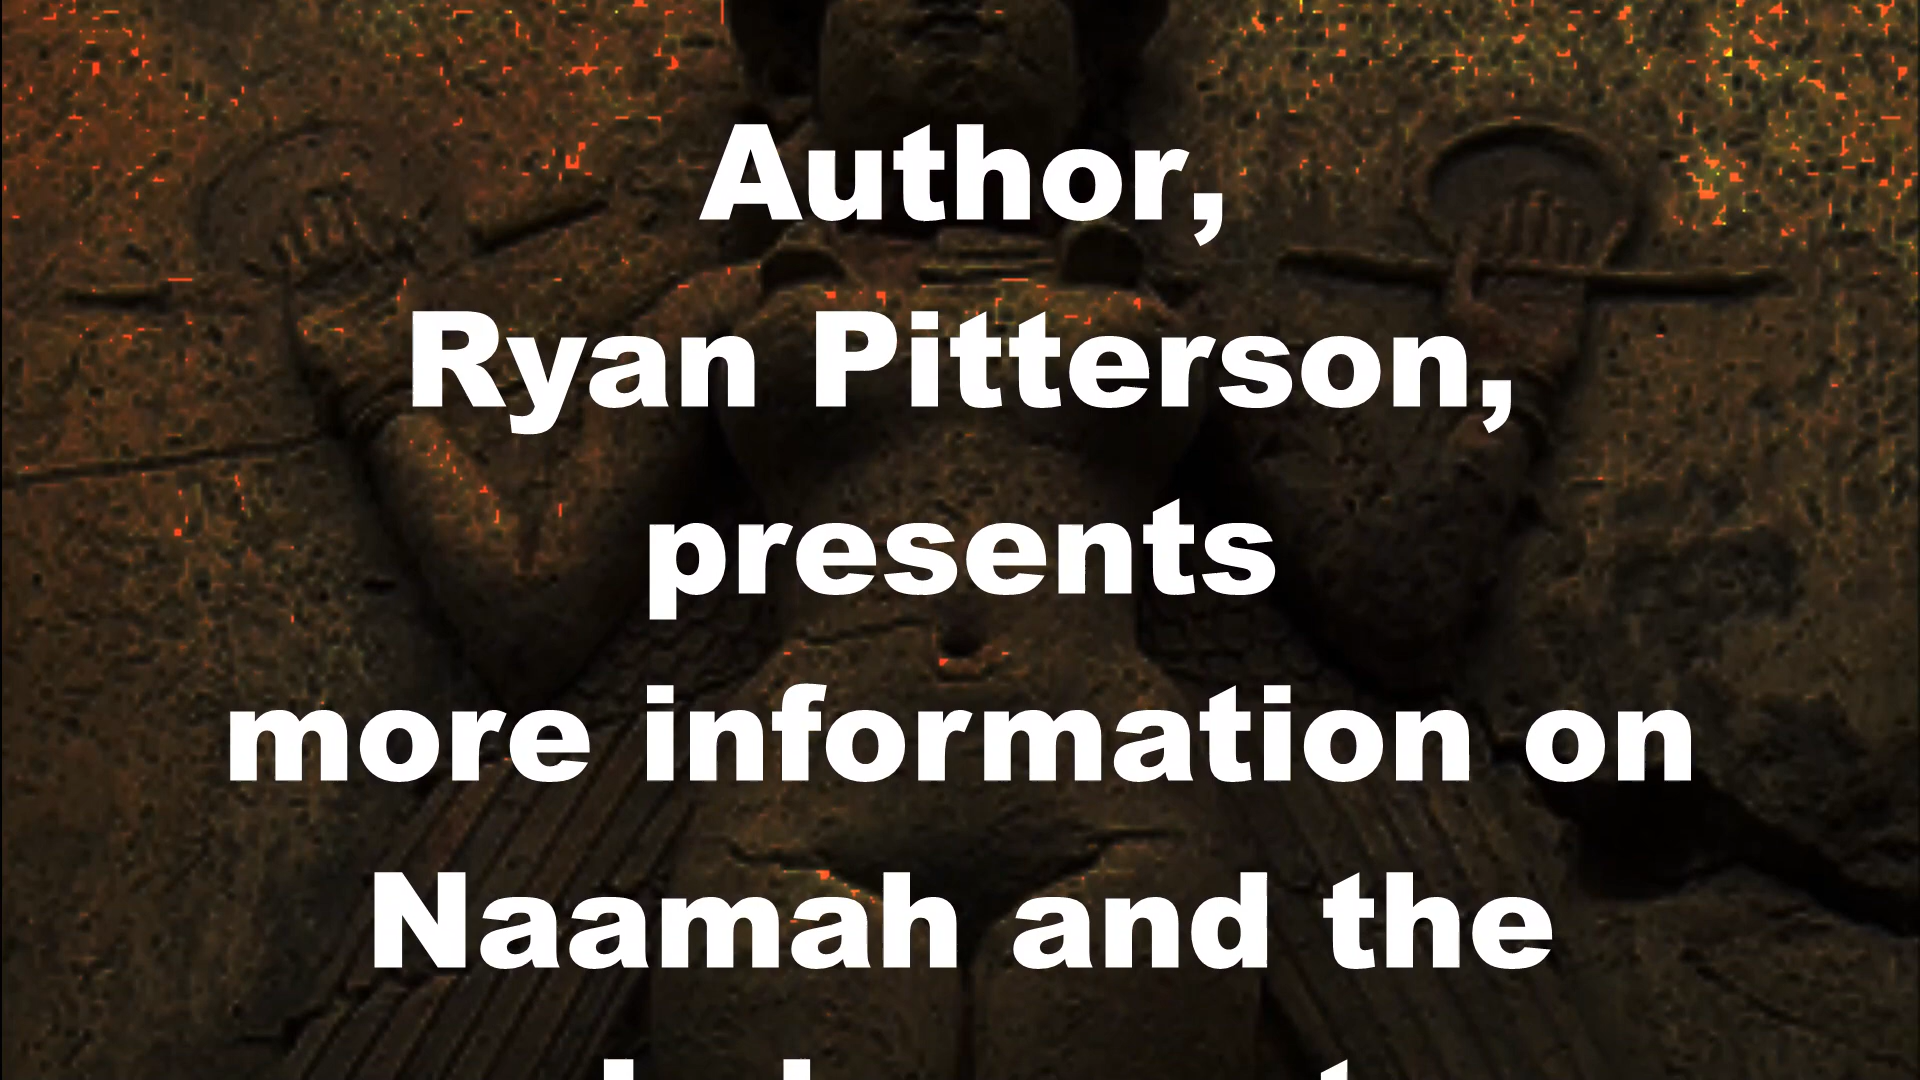 Author,
Ryan Pitterson,
presents
more information on
Naamah and the